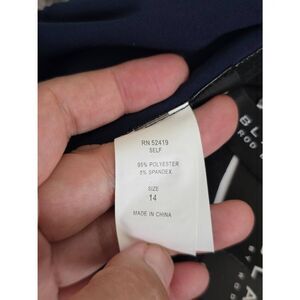 RN 52419
SELF
95% POLYESTER
5% SPANDEX
SIZE
14
MADE IN CHINA